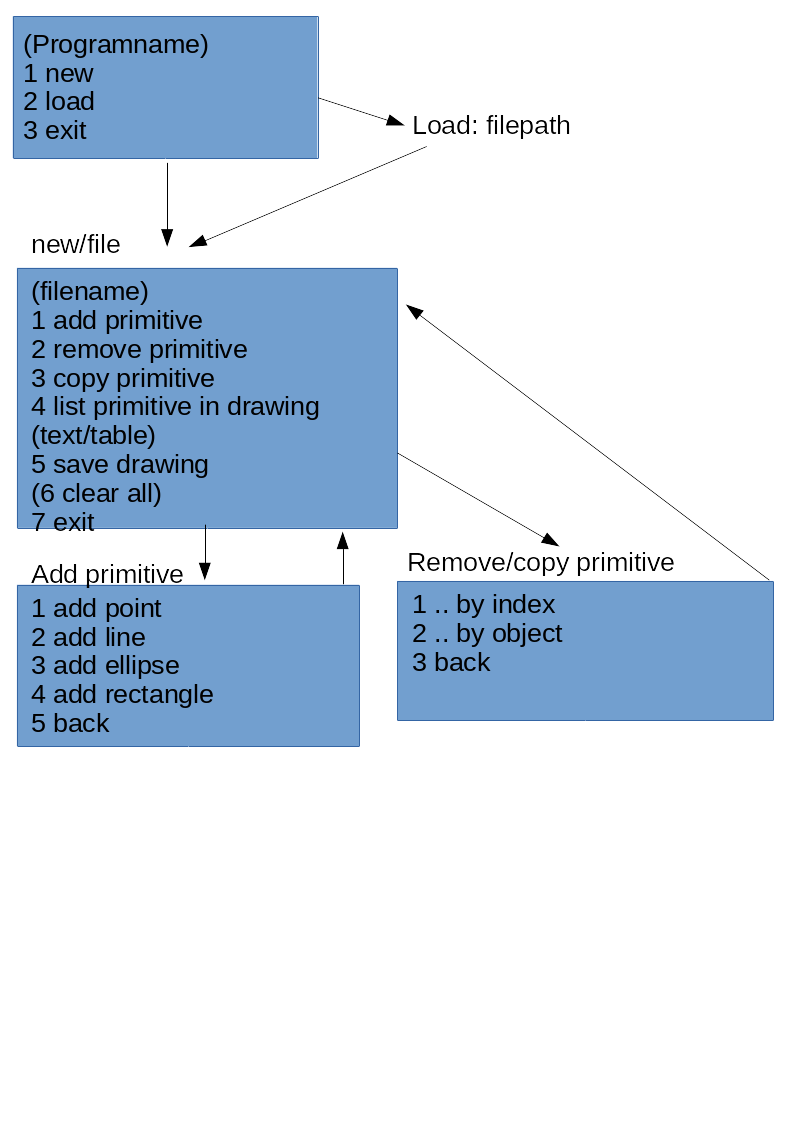 (Programname)
1 new
2 load
3 exit
Load: filepath
new/file
(filename)
1 add primitive
2 remove primitive
3 copy primitive
4 list primitive in drawing
(text/table)
5 save drawing
(6 clear all)
7 exit
Add primitive
1 add point
2 add line
3 add ellipse
4 add rectangle
5 back
Remove/copy primitive
1 .. by index
2 .. by object
3 back